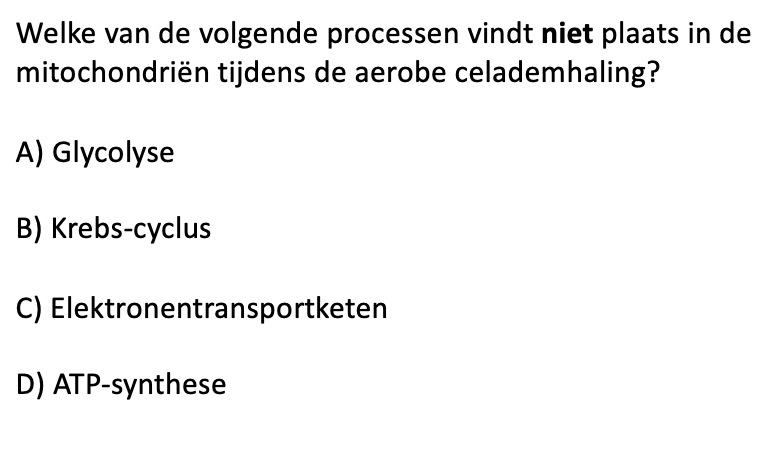 Welke van de volgende processen vindt niet plaats in de
mitochondriën tijdens de aerobe celademhaling?
A) Glycolyse
B) Krebs-cyclus
C) Elektronentransportketen
D) ATP-synthese